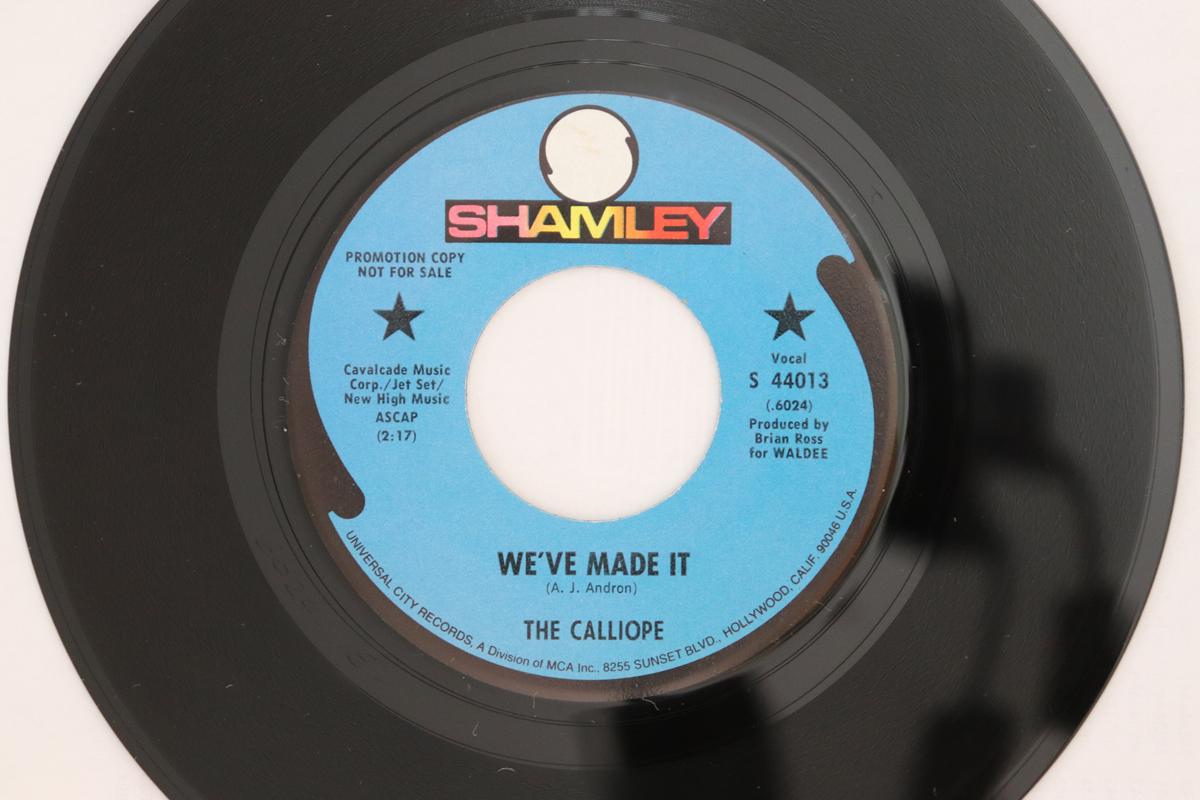 SHAMLEY
PROMOTION COPY
NOT FOR SALE
Cavalcade Music
Corp./Jet Set/
New High Music
ASCAP
(2:17)
Vocal
S 44013
(.6024)
Produced by
Brian Ross
for WALDEE
WE'VE MADE IT
(A. J. Andron)
THE CALLIOPE
UNIVERSAL CITY RECORDS, A Division of MCA Inc., 8255 SUNSET BLVD., HOLLYWOOD, CALIF. 90046 U.S.A.